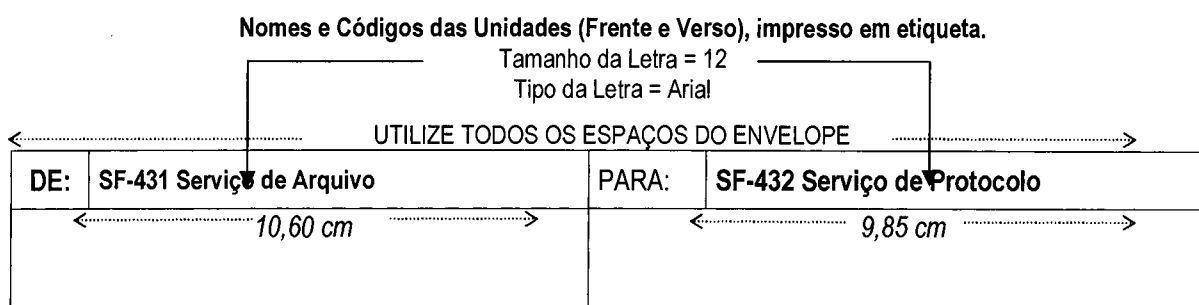 Nomes e Códigos das Unidades (Frente e Verso), impresso em etiqueta.
Tamanho da Letra = 12
Tipo da Letra = Arial
UTILIZE TODOS OS ESPAÇOS DO ENVELOPE
DE: SF-431 Serviço de Arquivo PARA: SF-432 Serviço de Protocolo
10,60 cm 9,85 cm